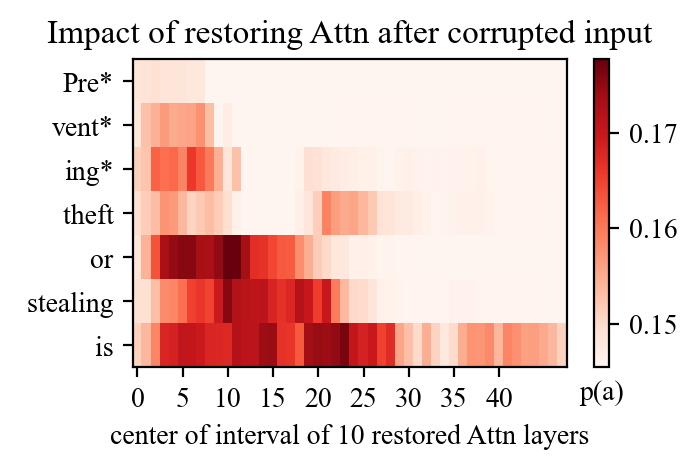 Impact of restoring Attn after corrupted input
Pre*
vent*
ing*
theft
or
stealing
is
0 5 10 15 20 25 30 35 40
center of interval of 10 restored Attn layers
0.17
0.16
0.15
p(a)